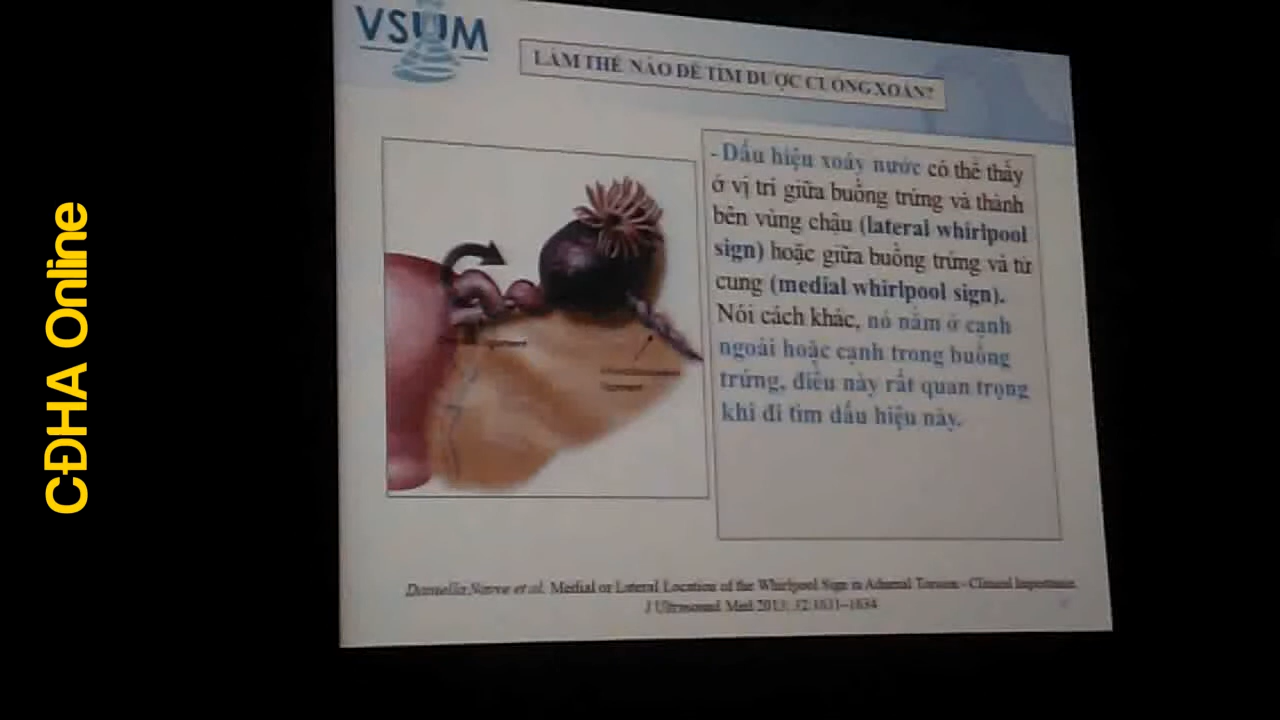 CĐHA Online
VSUM
LÀM THẾ NÀO ĐỂ TÌM ĐƯỢC CUỐNG XOẮN?
- Dấu hiệu xoáy nước có thể thấy
ở vị trí giữa buồng trứng và thành
bên vùng chậu (lateral whirlpool
sign) hoặc giữa buồng trứng và tử
cung (medial whirlpool sign).
Nói cách khác, nó nằm ở cạnh
ngoài hoặc cạnh trong buồng
trứng, điều này rất quan trọng
khi đi tìm dấu hiệu này.
et al. Medial or Lateral Location of the Whirlpool Sign in Adnexal Torsion - Clinical Importance.
J Ultrasound Med 2013; 32:1631–1634